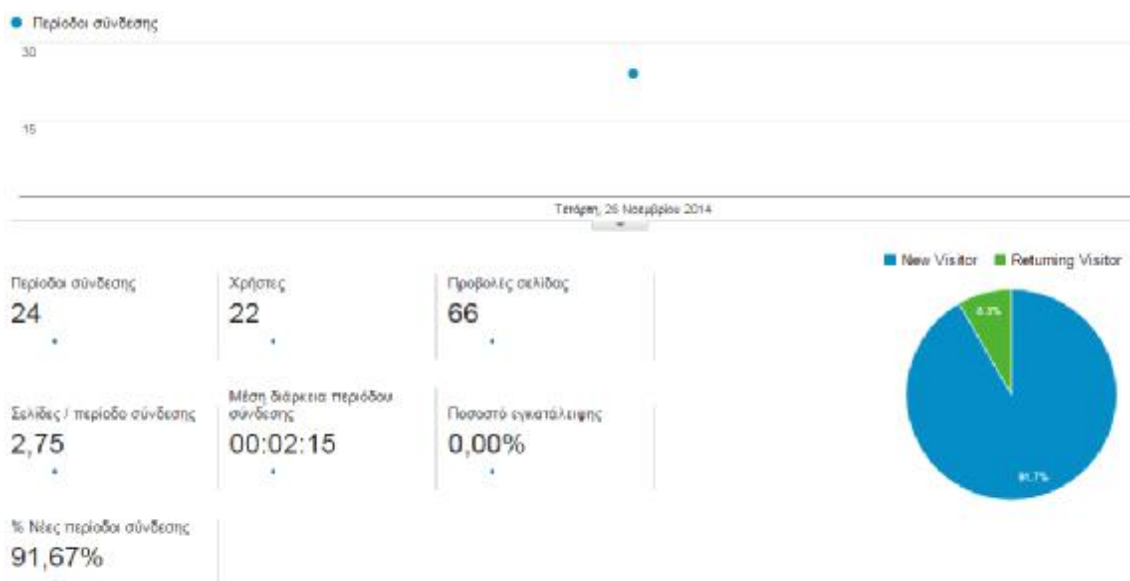 Περίοδοι σύνδεσης
30
15
Τετάρτη, 26 Νοεμβρίου 2014
New Visitor Returning Visitor
Περίοδοι σύνδεσης
24
Χρήστες
22
Προβολές σελίδας
66
8.3%
Σελίδες / περίοδο σύνδεσης
2,75
Μέση διάρκεια περιόδου
σύνδεσης
00:02:15
Ποσοστό εγκατάλειψης
0,00%
91.7%
% Νέες περίοδοι σύνδεσης
91,67%